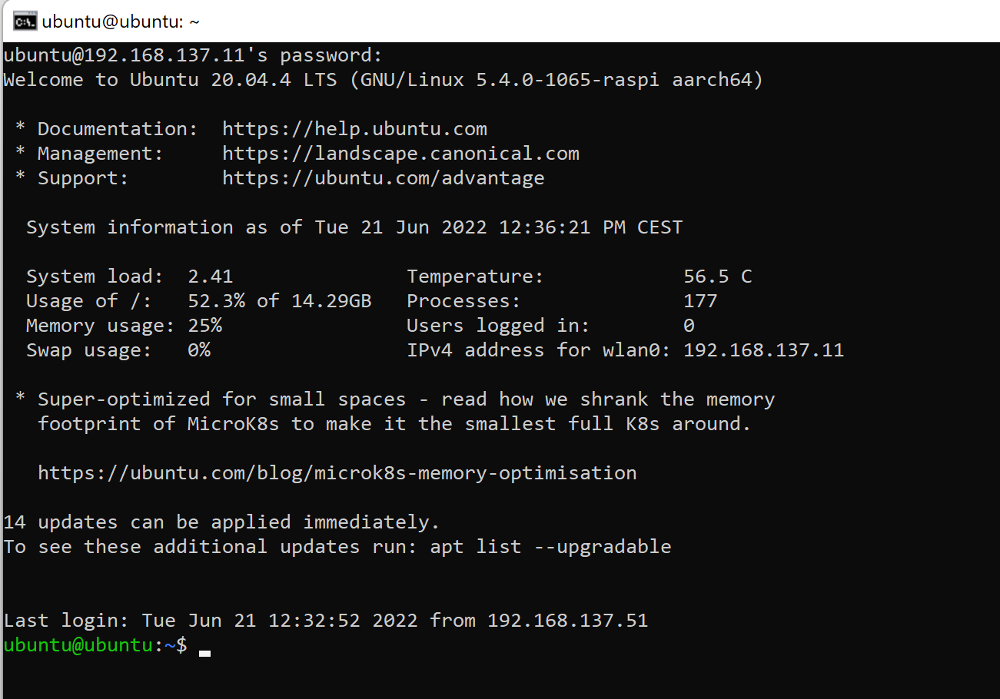 C:\. ubuntu@ubuntu: ~
ubuntu@192.168.137.11's password:
Welcome to Ubuntu 20.04.4 LTS (GNU/Linux 5.4.0-1065-raspi aarch64)
* Documentation:  https://help.ubuntu.com
* Management:     https://landscape.canonical.com
* Support:        https://ubuntu.com/advantage
System information as of Tue 21 Jun 2022 12:36:21 PM CEST
System load:  2.41               Temperature:            56.5 C
Usage of /:   52.3% of 14.29GB   Processes:              177
Memory usage: 25%                Users logged in:        0
Swap usage:   0%                 IPv4 address for wlan0: 192.168.137.11
* Super-optimized for small spaces - read how we shrank the memory
footprint of MicroK8s to make it the smallest full K8s around.
https://ubuntu.com/blog/microk8s-memory-optimisation
14 updates can be applied immediately.
To see these additional updates run: apt list --upgradable
Last login: Tue Jun 21 12:32:52 2022 from 192.168.137.51
ubuntu@ubuntu:~$